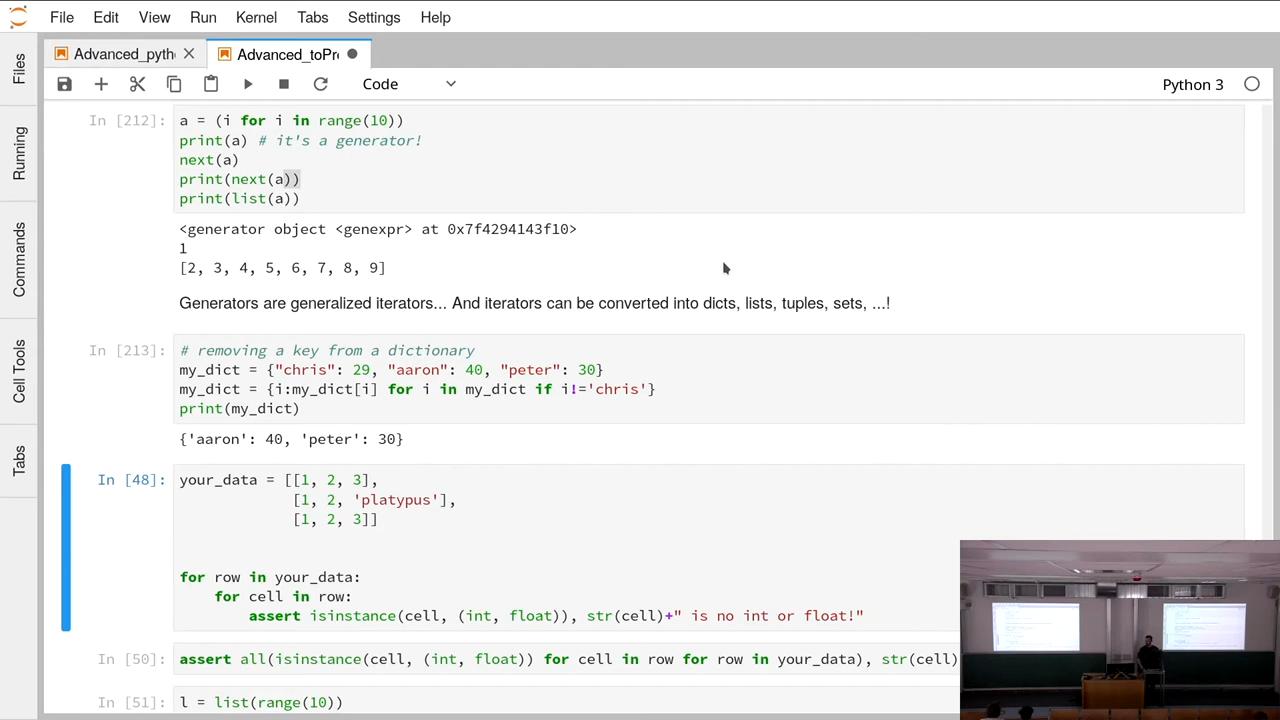 File Edit View Run Kernel Tabs Settings Help
Files
Running
Commands
Cell Tools
Tabs
Advanced_pyth
Advanced_toPr
Code
Python 3
In [212]:
a = (i for i in range(10))
print(a) # it's a generator!
next(a)
print(next(a))
print(list(a))
<generator object <genexpr> at 0x7f4294143f10>
1
[2, 3, 4, 5, 6, 7, 8, 9]
Generators are generalized iterators... And iterators can be converted into dicts, lists, tuples, sets, ...!
In [213]:
# removing a key from a dictionary
my_dict = {"chris": 29, "aaron": 40, "peter": 30}
my_dict = {i:my_dict[i] for i in my_dict if i!='chris'}
print(my_dict)
{'aaron': 40, 'peter': 30}
In [48]:
your_data = [[1, 2, 3],
[1, 2, 'platypus'],
[1, 2, 3]]
for row in your_data:
for cell in row:
assert isinstance(cell, (int, float)), str(cell)+" is no int or float!"
In [50]:
assert all(isinstance(cell, (int, float)) for cell in row for row in your_data), str(cell)
In [51]:
l = list(range(10))